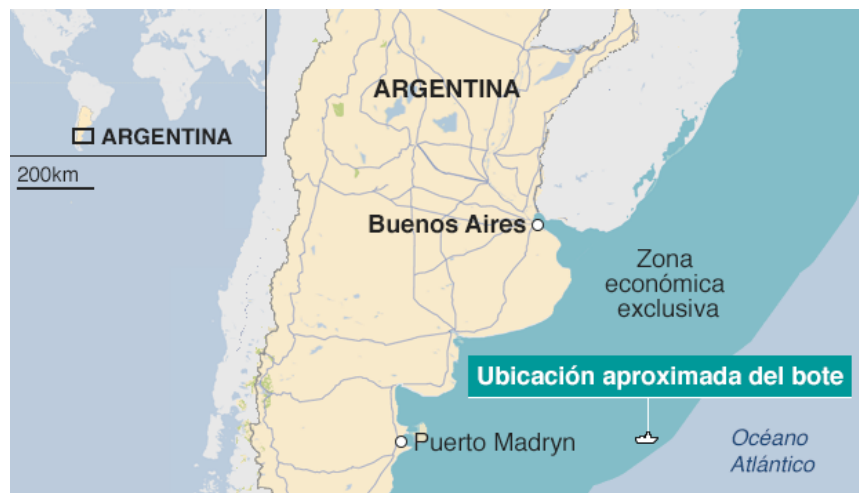 ARGENTINA
200km
ARGENTINA
Buenos Aires
Zona
económica
exclusiva
Ubicación aproximada del bote
Puerto Madryn
Océano
Atlántico